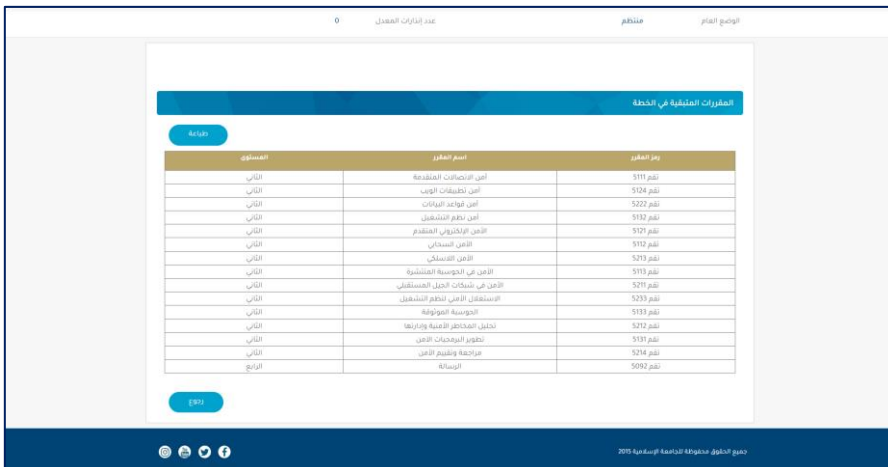 الوضع العام منتظم عدد إنذارات المعدل 0
المقررات المتبقية في الخطة
طباعة
رمز المقرر اسم المقرر المستوى
تقم 5111 أمن الاتصالات المتقدمة الثاني
تقم 5124 أمن تطبيقات الويب الثاني
تقم 5222 أمن قواعد البيانات الثاني
تقم 5132 أمن نظم التشغيل الثاني
تقم 5121 الأمن الإلكتروني المتقدم الثاني
تقم 5112 الأمن السحابي الثاني
تقم 5213 الأمن اللاسلكي الثاني
تقم 5113 الأمن في الحوسبة المنتشرة الثاني
تقم 5211 الأمن في شبكات الجيل المستقبلي الثاني
تقم 5233 الاستغلال الأمني لنظم التشغيل الثاني
تقم 5133 الحوسبة الموثوقة الثاني
تقم 5212 تحليل المخاطر الأمنية وإدارتها الثاني
تقم 5131 تطوير البرمجيات الآمن الثاني
تقم 5214 مراجعة وتقييم الأمن الثاني
تقم 5092 الرسالة الرابع
رجوع
جميع الحقوق محفوظة للجامعة الإسلامية 2015